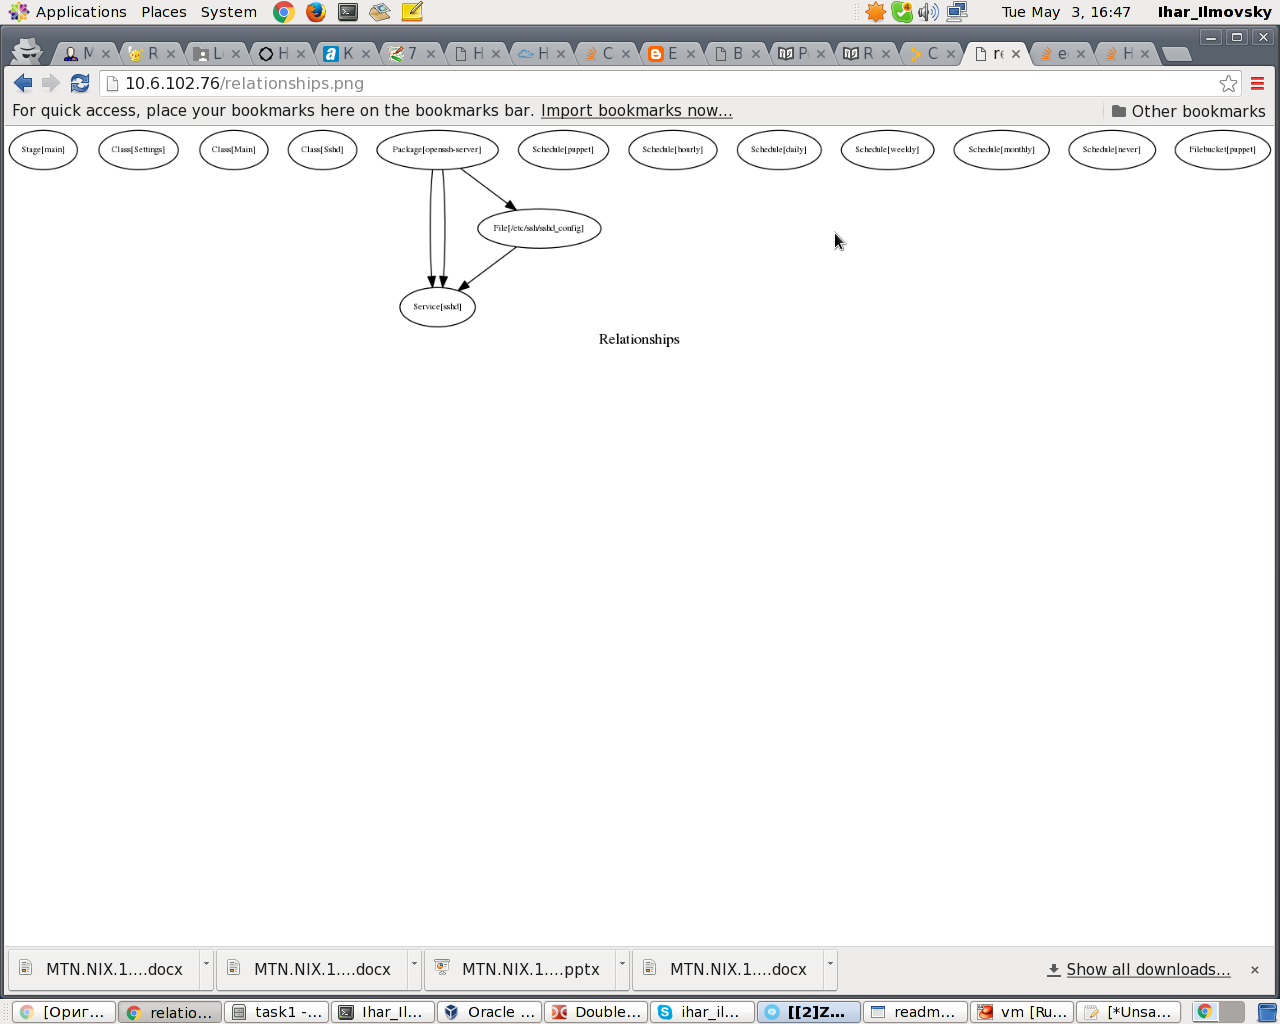 Applications Places System Tue May 3, 16:47 Ihar_Ilmovsky
M R L H K 7 H H C E B P R C r e H
10.6.102.76/relationships.png
For quick access, place your bookmarks here on the bookmarks bar. Import bookmarks now... Other bookmarks
Stage[main] Class[Settings] Class[Main] Class[Sshd] Package[openssh-server] Schedule[puppet] Schedule[hourly] Schedule[daily] Schedule[weekly] Schedule[monthly] Schedule[never] Filebucket[puppet]
File[/etc/ssh/sshd_config]
Service[sshd]
Relationships
MTN.NIX.1....docx MTN.NIX.1....docx MTN.NIX.1....pptx MTN.NIX.1....docx Show all downloads...
[Ориг... relatio... task1 -... Ihar_Il... Oracle ... Double... ihar_il... [[2]Z... readm... vm [Ru... [*Unsa...